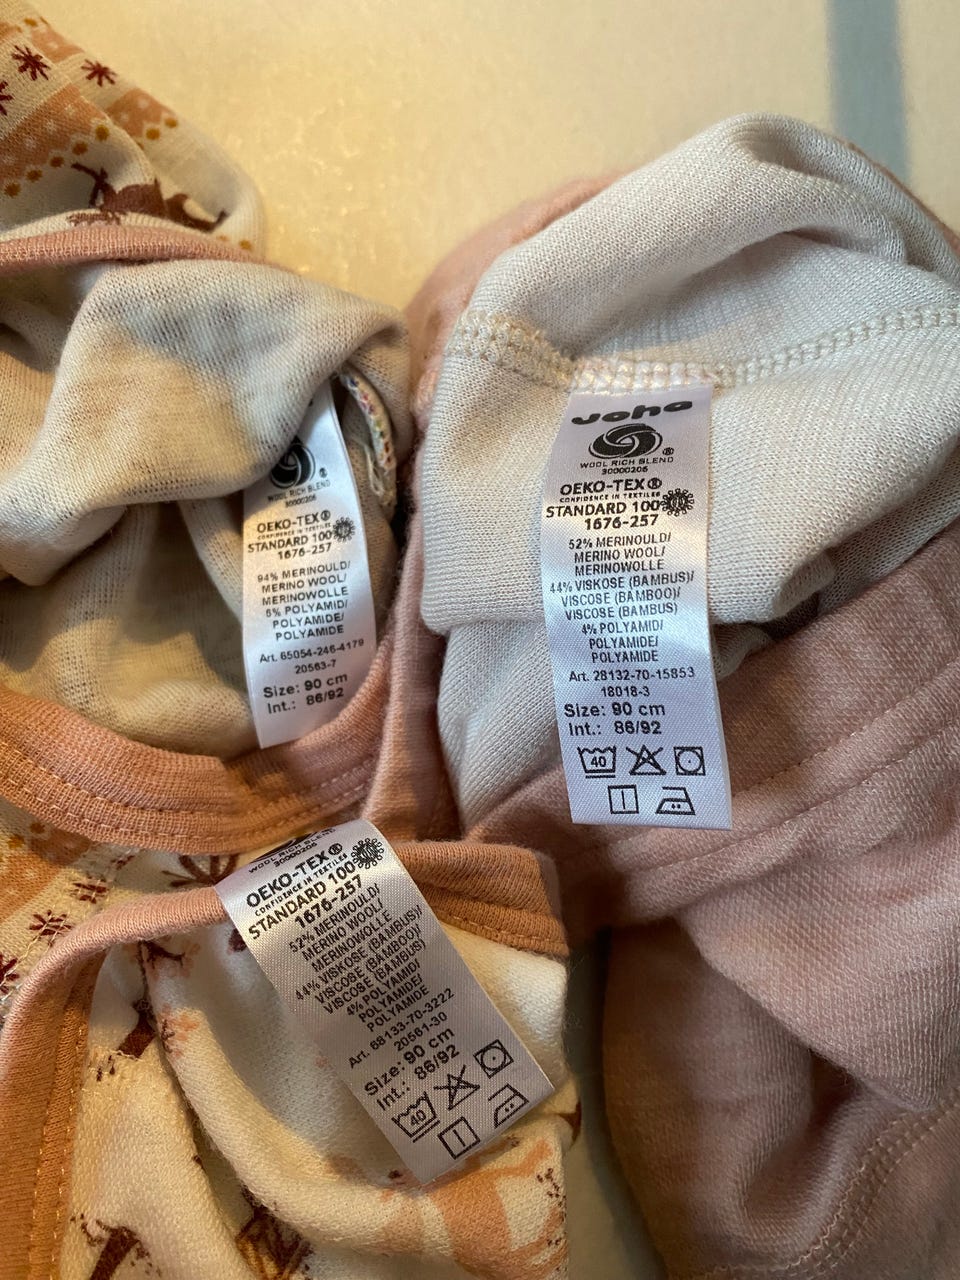 WOOL RICH BLEND ®
30000206
OEKO-TEX®
CONFIDENCE IN TEXTILES
STANDARD 100
1676-257
94% MERINOULD/
MERINO WOOL/
MERINOWOLLE
6% POLYAMID/
POLYAMIDE/
POLYAMIDE
Art. 65054-246-4179
20563-7
Size: 90 cm
Int.: 86/92
Joha
WOOL RICH BLEND ®
30000206
OEKO-TEX®
CONFIDENCE IN TEXTILES
STANDARD 100
1676-257
52% MERINOULD/
MERINO WOOL/
MERINOWOLLE
44% VISKOSE (BAMBUS)/
VISCOSE (BAMBOO)/
VISCOSE (BAMBUS)
4% POLYAMID/
POLYAMIDE/
POLYAMIDE
Art. 28132-70-15853
18018-3
Size: 90 cm
Int.: 86/92
40
WOOL RICH BLEND
30000206
OEKO-TEX®
CONFIDENCE IN TEXTILES
STANDARD 100
1676-257
52% MERINOULD/
MERINO WOOL/
MERINOWOLLE
44% VISKOSE (BAMBUS)/
VISCOSE (BAMBOO)/
VISCOSE (BAMBUS)
4% POLYAMID/
POLYAMIDE/
POLYAMIDE
Art. 68133-70-3222
20561-30
Size: 90 cm
Int.: 86/92
40